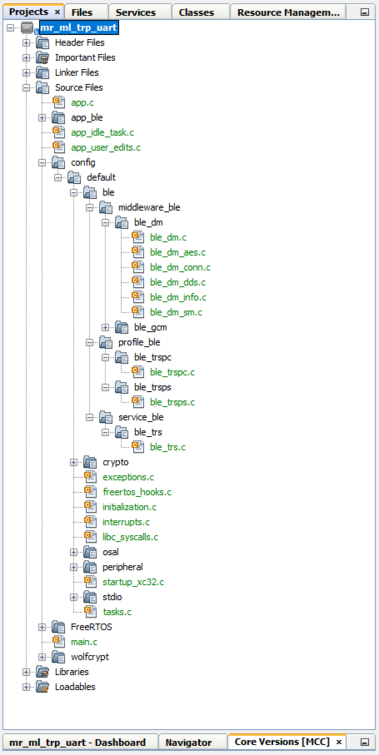 Projects × Files Services Classes Resource Managem...
mr_ml_trp_uart
Header Files
Important Files
Linker Files
Source Files
app.c
app_ble
app_idle_task.c
app_user_edits.c
config
default
ble
middleware_ble
ble_dm
ble_dm.c
ble_dm_aes.c
ble_dm_conn.c
ble_dm_dds.c
ble_dm_info.c
ble_dm_sm.c
ble_gcm
profile_ble
ble_trspc
ble_trspc.c
ble_trsps
ble_trsps.c
service_ble
ble_trs
ble_trs.c
crypto
exceptions.c
freertos_hooks.c
initialization.c
interrupts.c
libc_syscalls.c
osal
peripheral
startup_xc32.c
stdio
tasks.c
FreeRTOS
main.c
wolfcrypt
Libraries
Loadables
mr_ml_trp_uart - Dashboard Navigator Core Versions [MCC] ×